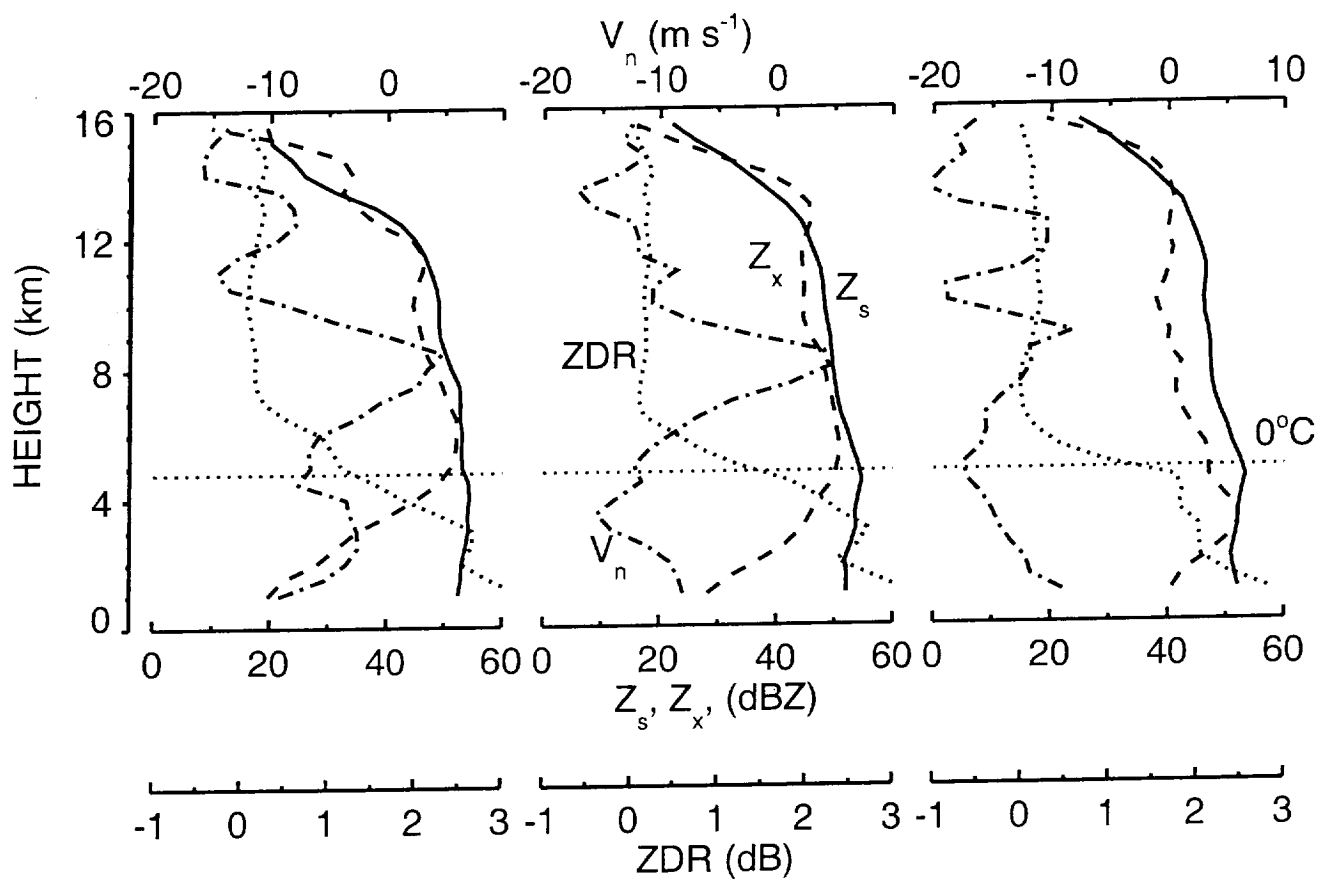 V_n (m s^-1)
-20 -10 0 -20 -10 0 -20 -10 0 10
16
12
8
4
0
HEIGHT (km)
Z_x
Z_s
ZDR
V_n
0°C
0 20 40 60 0 20 40 60 0 20 40 60
Z_s, Z_x, (dBZ)
-1 0 1 2 3 -1 0 1 2 3 -1 0 1 2 3
ZDR (dB)